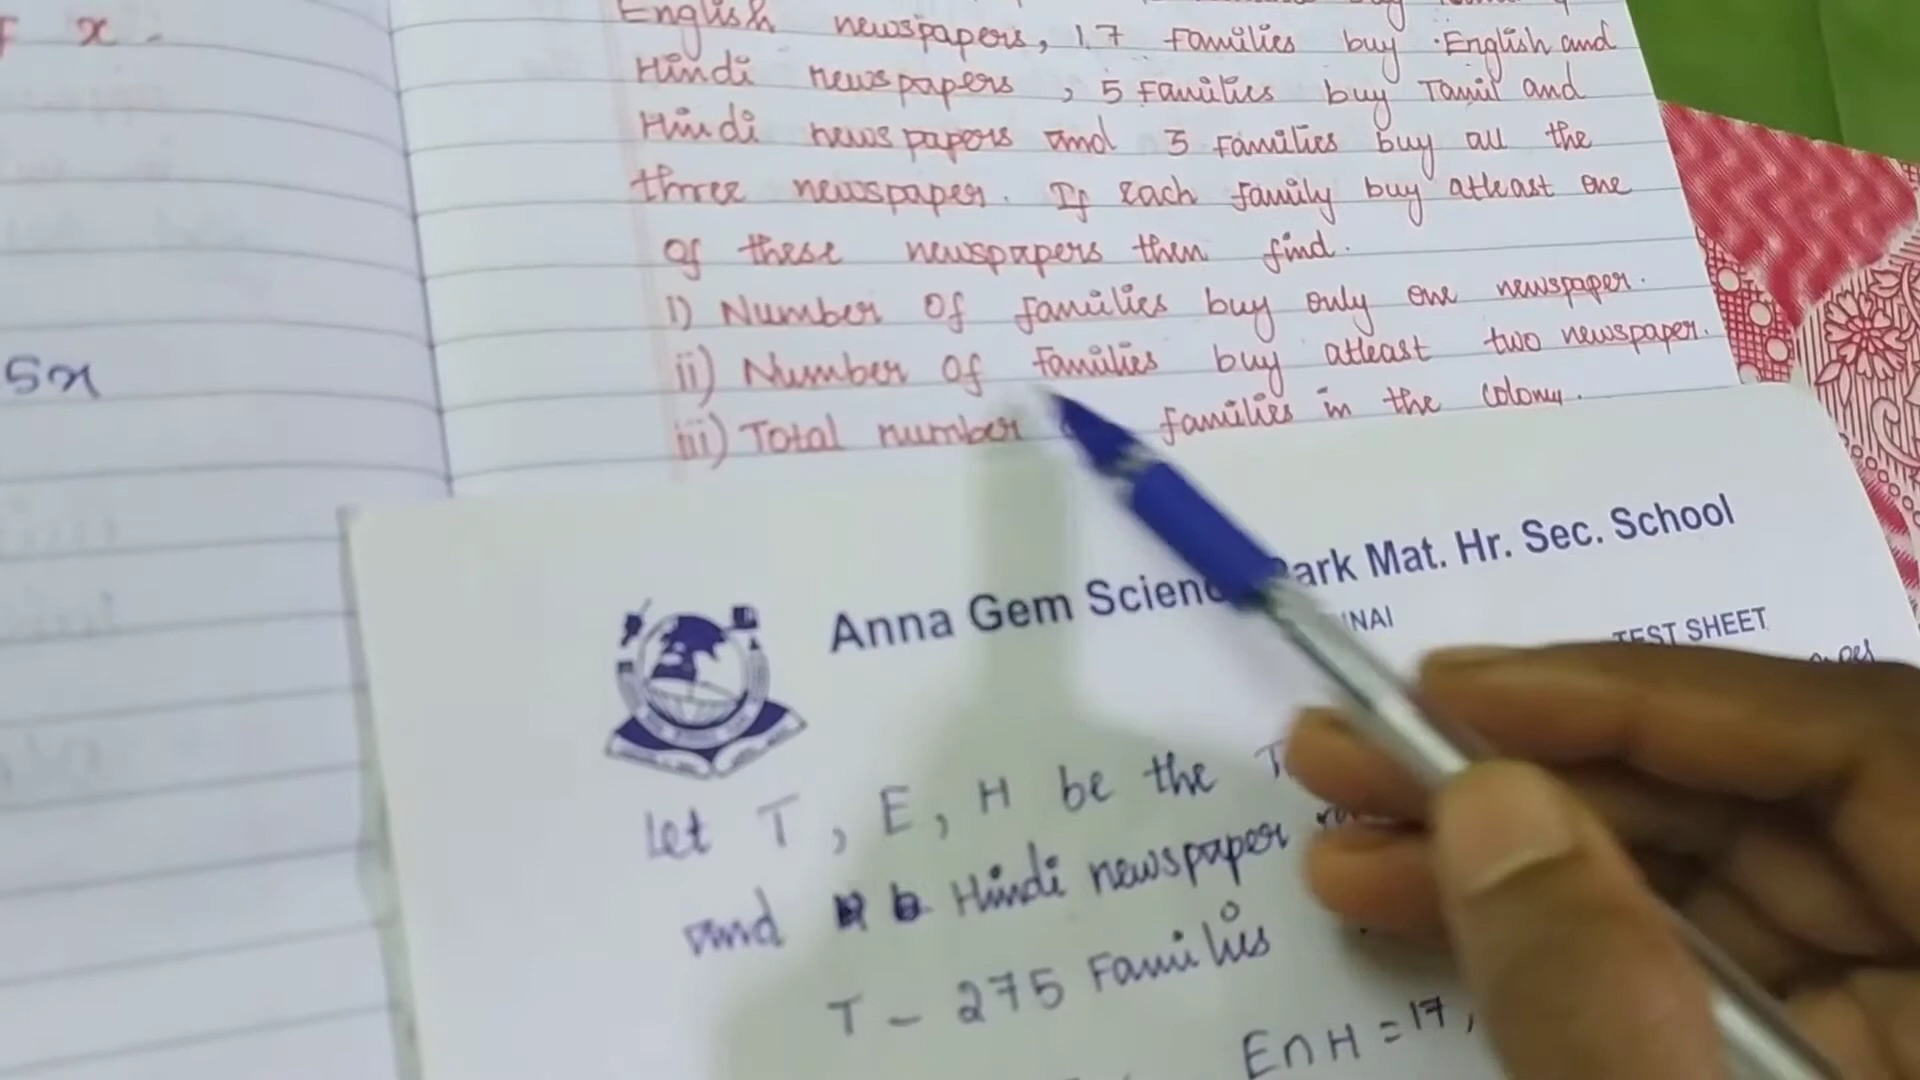 x.
5x
English newspapers, 17 Families buy English and
Hindi newspapers, 5 Families buy Tamil and
Hindi newspapers and 3 Families buy all the
three newspaper. If Each family buy atleast one
of these newspapers then find.
i) Number of families buy only one newspaper.
ii) Number of Families buy atleast two newspaper.
iii) Total number families in the colony.
Anna Gem Science Park Mat. Hr. Sec. School
TEST SHEET
Let T, E, H be the
and Hindi newspaper
T - 275 Families
E∩H = 17,